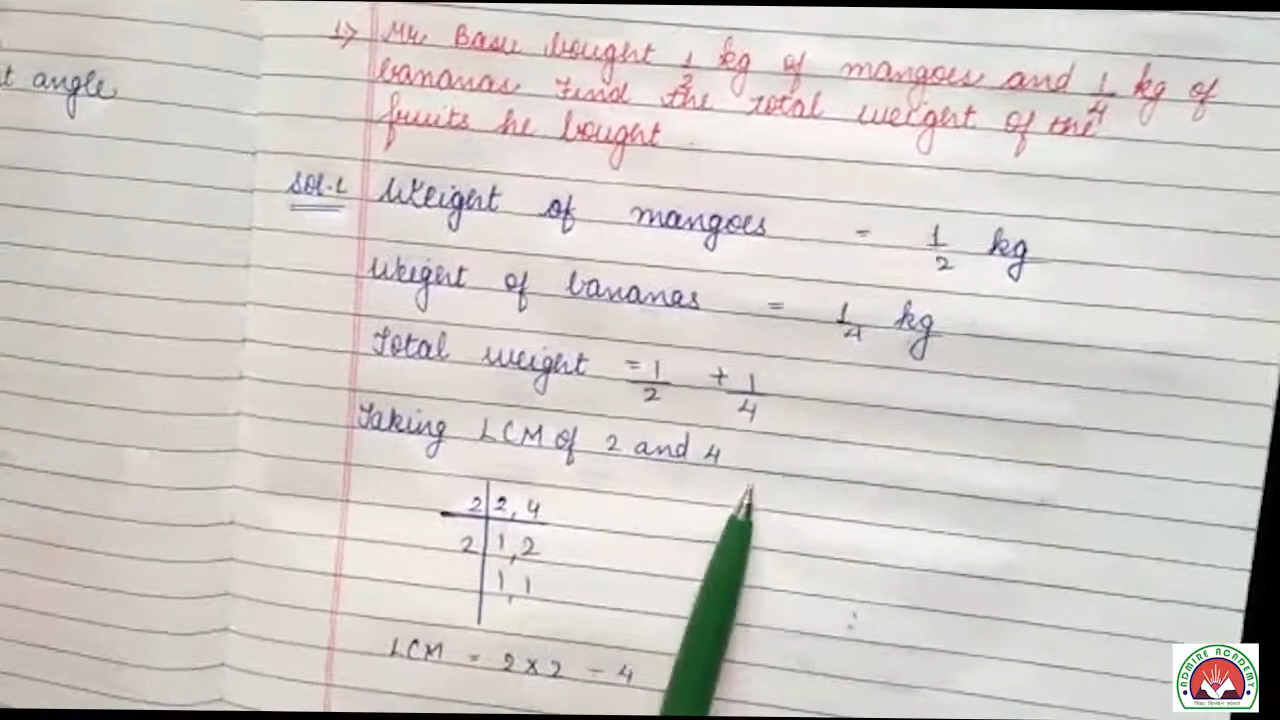 t angle
1> Mr. Basu bought 1/2 kg of mangoes and 1/4 kg of
bananas Find the total weight of the
fruits he bought.
Sol-1 Weight of mangoes = 1/2 kg
Weight of bananas = 1/4 kg
Total weight = 1/2 + 1/4
Taking LCM of 2 and 4
2 | 2, 4
2 | 1, 2
| 1, 1
LCM = 2 × 2 - 4
ADMIRE ACADEMY